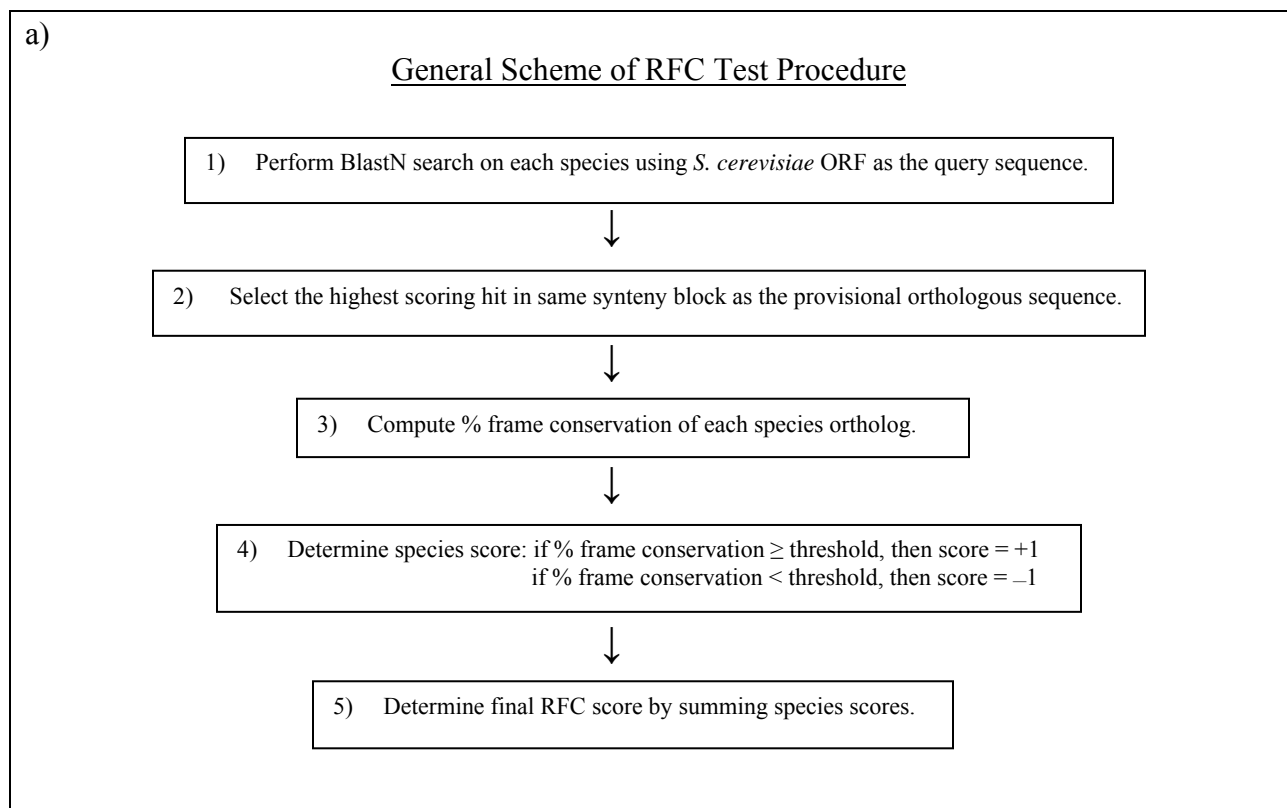 a)
General Scheme of RFC Test Procedure
1) Perform BlastN search on each species using S. cerevisiae ORF as the query sequence.
↓
2) Select the highest scoring hit in same synteny block as the provisional orthologous sequence.
↓
3) Compute % frame conservation of each species ortholog.
↓
4) Determine species score: if % frame conservation ≥ threshold, then score = +1
if % frame conservation < threshold, then score = –1
↓
5) Determine final RFC score by summing species scores.